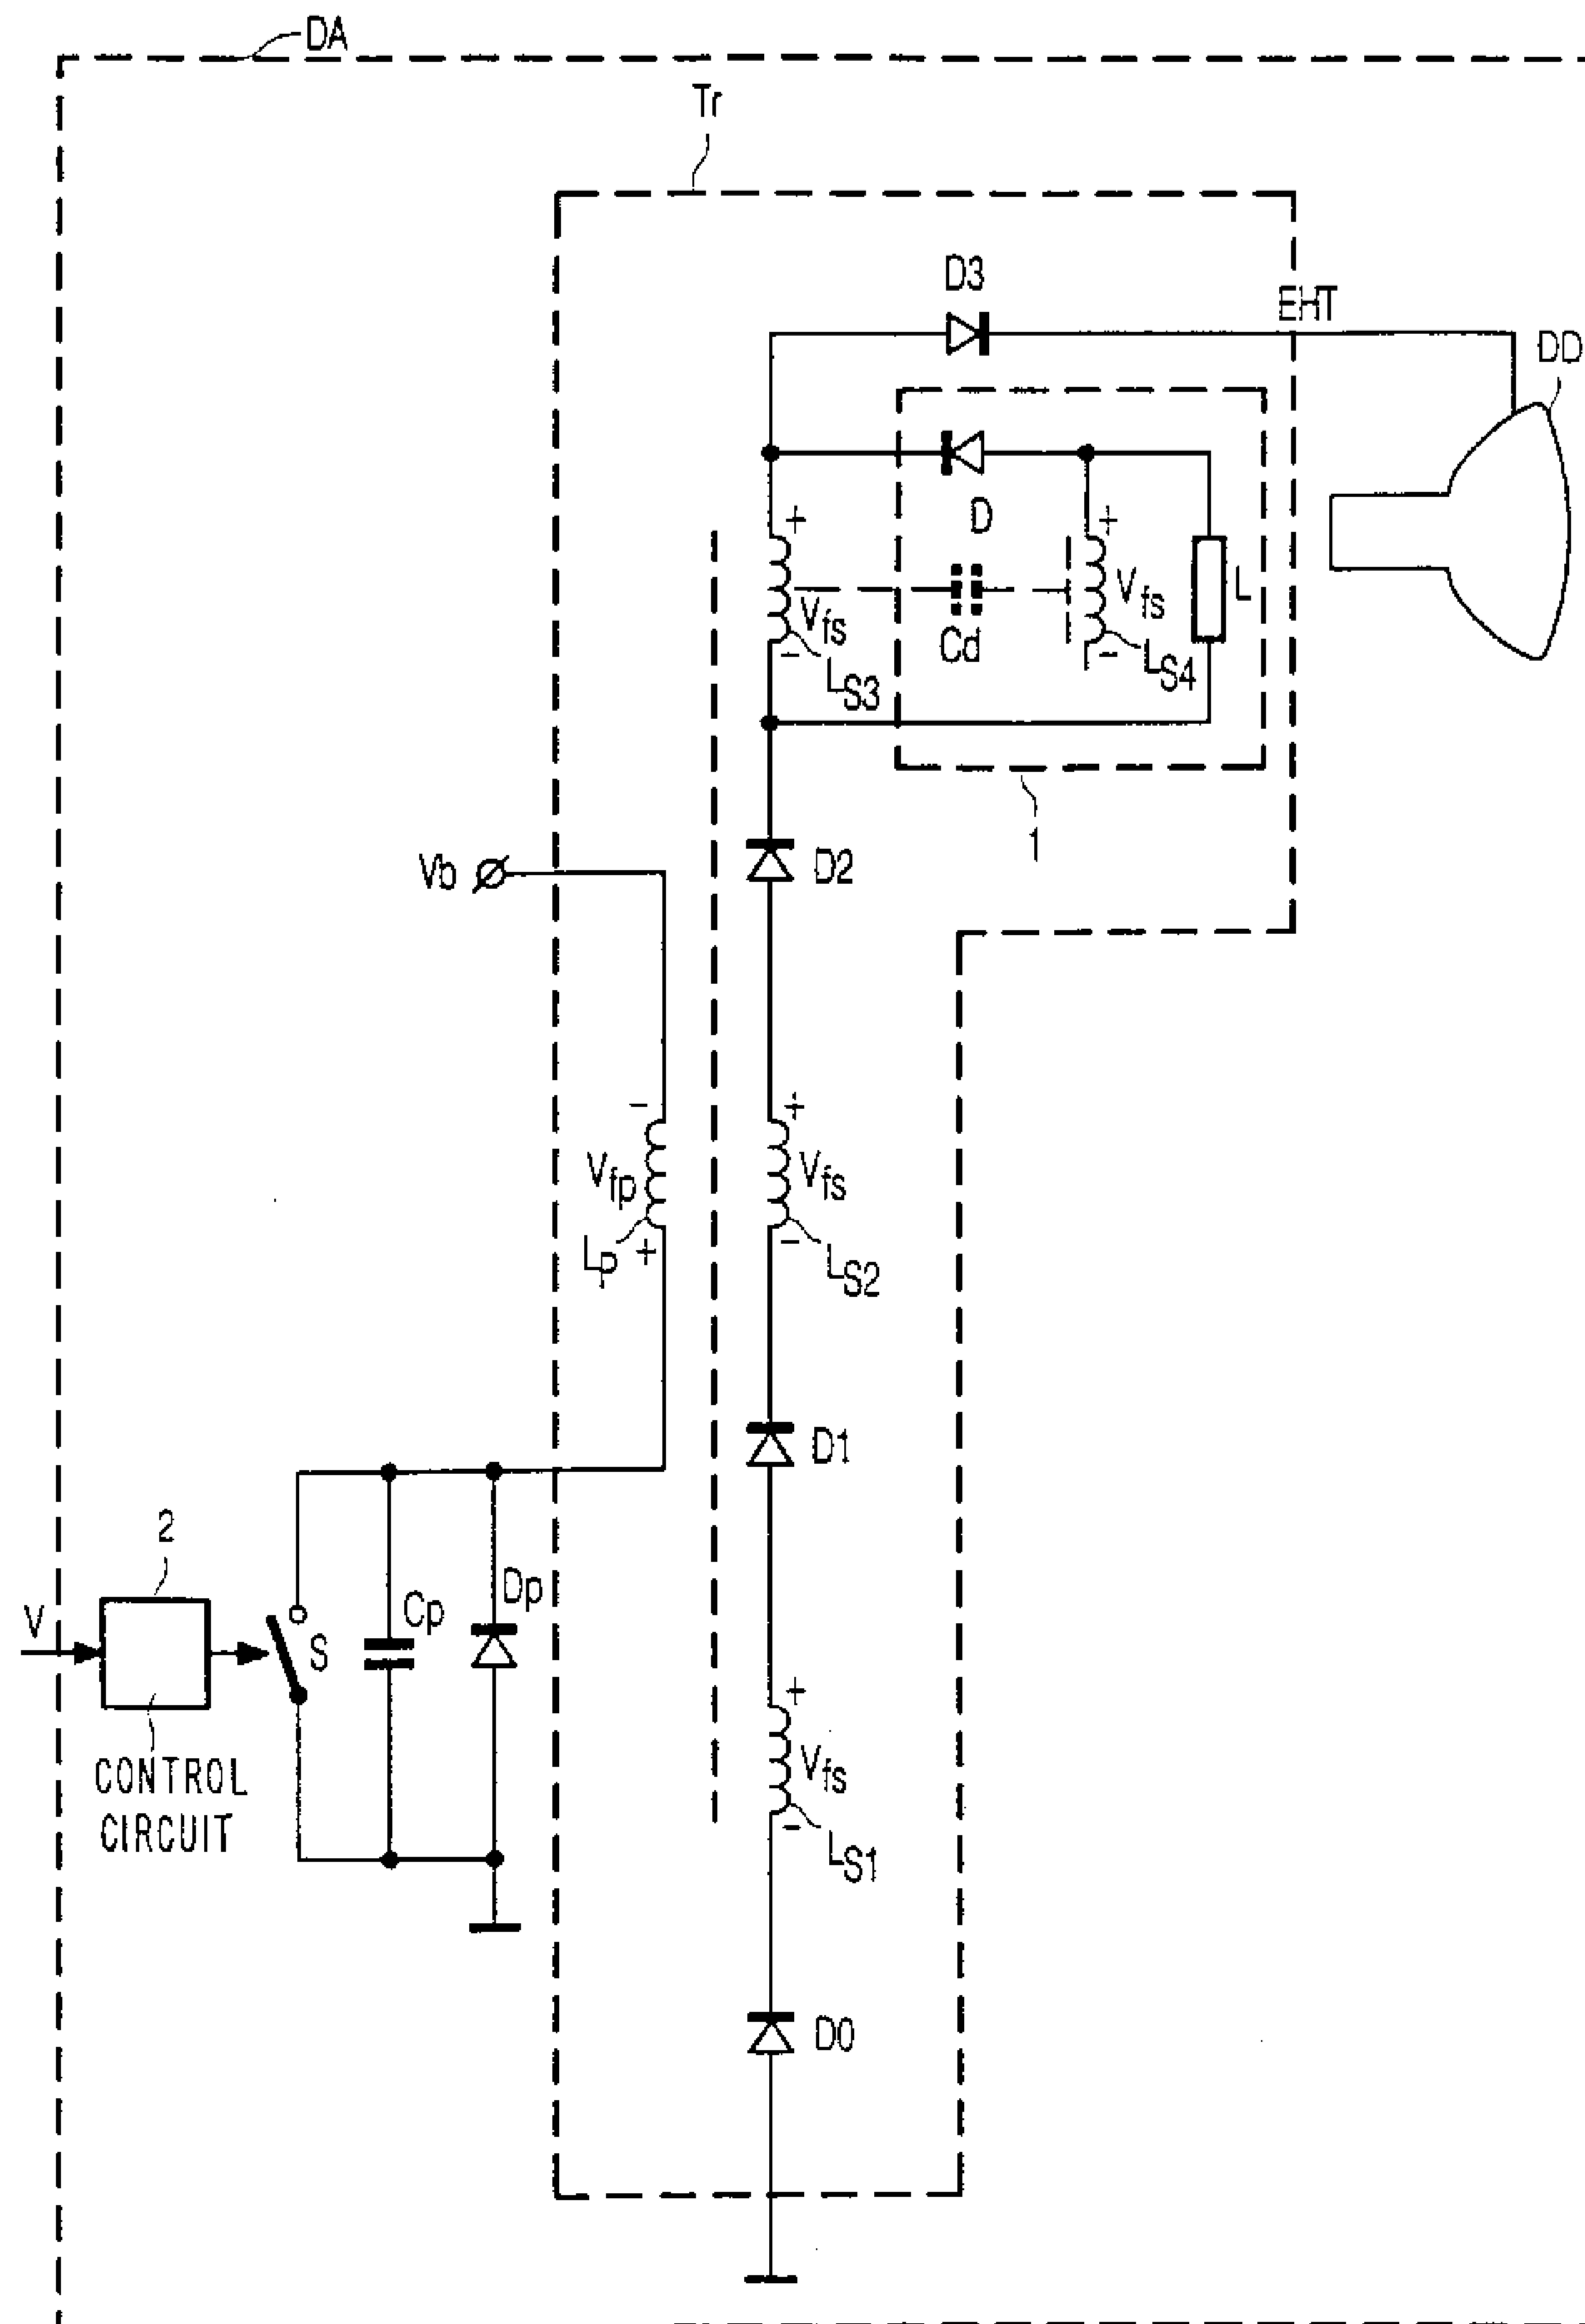 DA
Tr
D3
EHT
DD
D
+
+
Vfs
Vfs
L
Cd
-
-
LS3
LS4
1
Vb
D2
-
+
Vfp
Vfs
Lp
+
-
LS2
D1
2
V
S
Cp
Dp
+
Vfs
CONTROL
CIRCUIT
-
LS1
D0